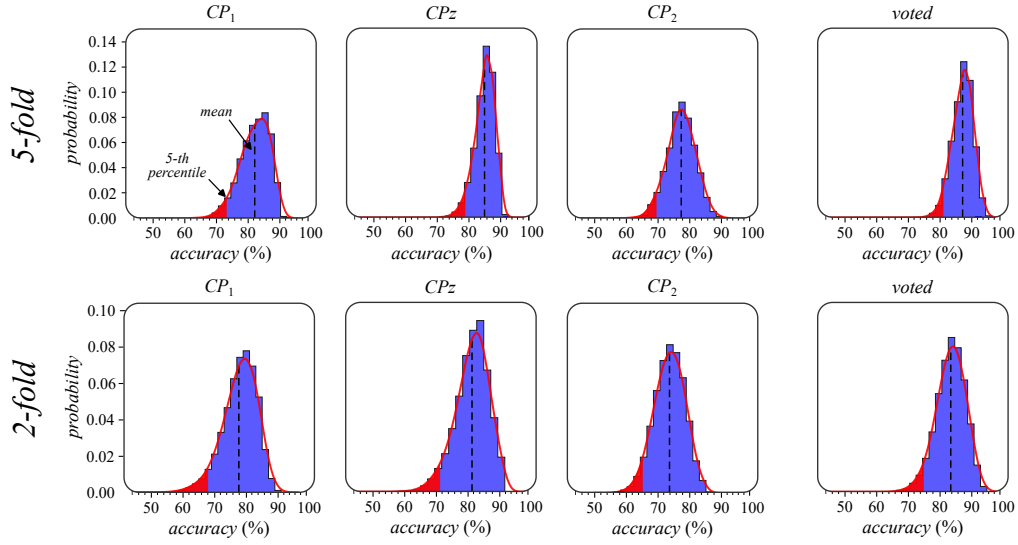 CP1 CPz CP2 voted
5-fold
probability
0.14
0.12
0.10
0.08
0.06
0.04
0.02
0.00
mean
5-th
percentile
50 60 70 80 90 100 50 60 70 80 90 100 50 60 70 80 90 100 50 60 70 80 90 100
accuracy (%) accuracy (%) accuracy (%) accuracy (%)
CP1 CPz CP2 voted
2-fold
probability
0.10
0.08
0.06
0.04
0.02
0.00
50 60 70 80 90 100 50 60 70 80 90 100 50 60 70 80 90 100 50 60 70 80 90 100
accuracy (%) accuracy (%) accuracy (%) accuracy (%)